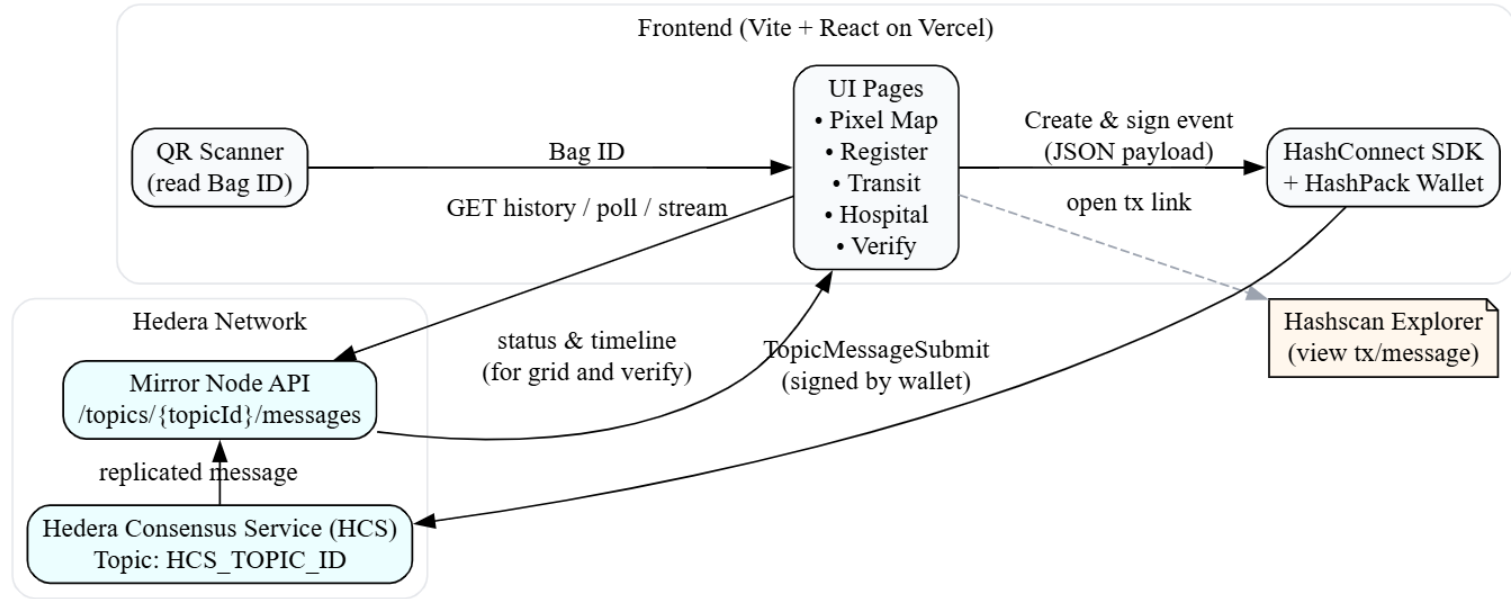 Frontend (Vite + React on Vercel)
QR Scanner
(read Bag ID)
Bag ID
UI Pages
• Pixel Map
• Register
• Transit
• Hospital
• Verify
Create & sign event
(JSON payload)
HashConnect SDK
+ HashPack Wallet
GET history / poll / stream
open tx link
Hashscan Explorer
(view tx/message)
Hedera Network
status & timeline
(for grid and verify)
TopicMessageSubmit
(signed by wallet)
Mirror Node API
/topics/{topicId}/messages
replicated message
Hedera Consensus Service (HCS)
Topic: HCS_TOPIC_ID